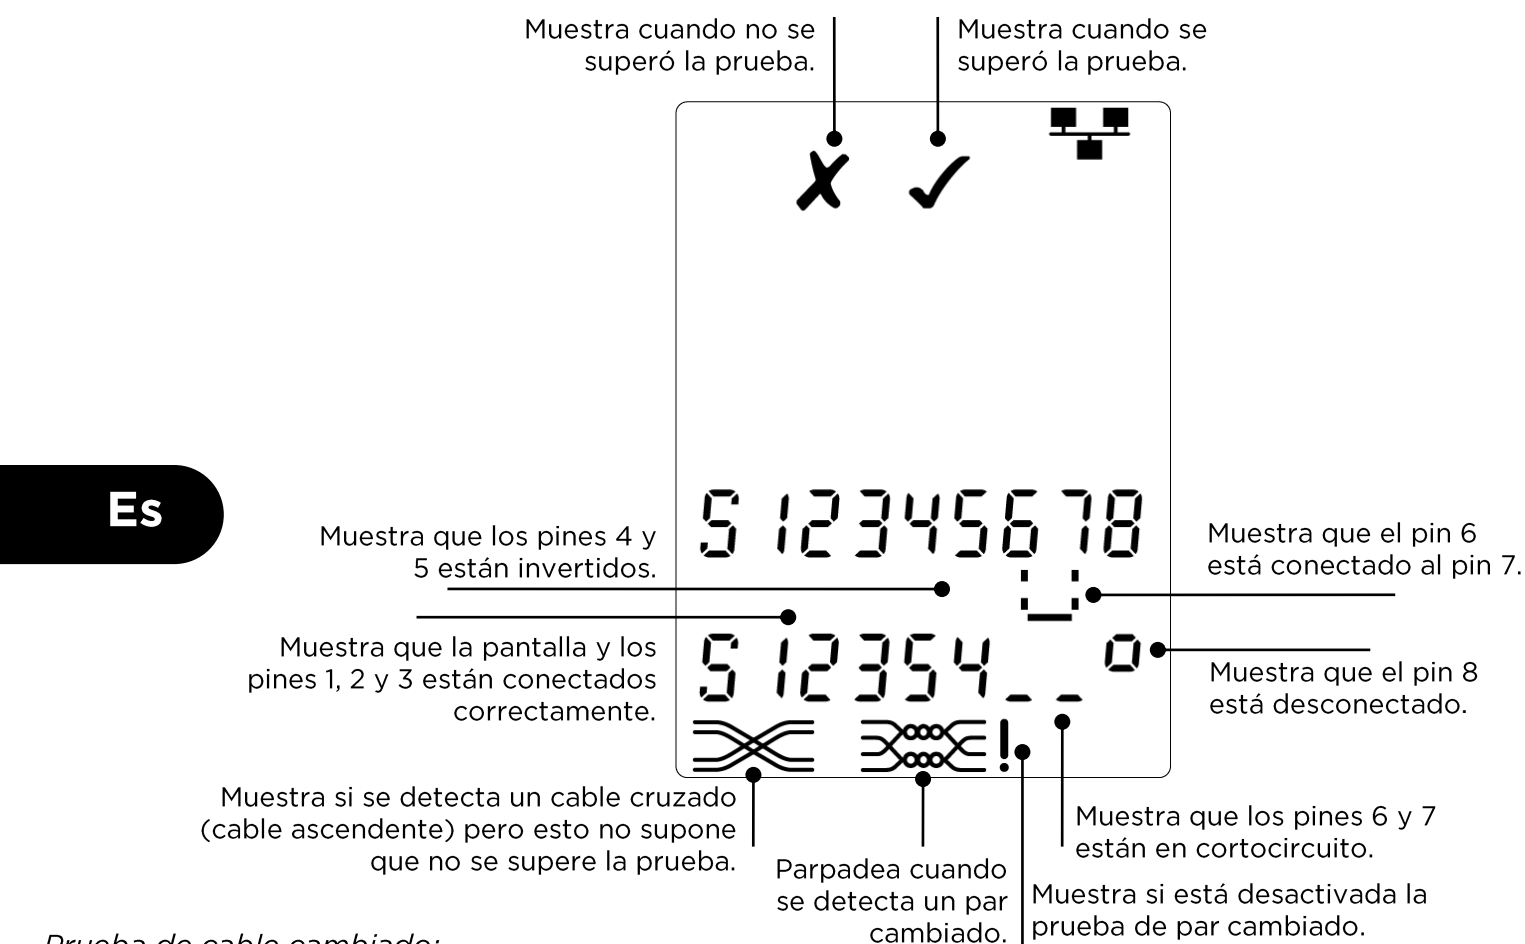 Muestra cuando no se
superó la prueba.
Muestra cuando se
superó la prueba.
Es
S 12345678
Muestra que los pines 4 y
5 están invertidos.
Muestra que el pin 6
está conectado al pin 7.
S 12354_ _ o
Muestra que la pantalla y los
pines 1, 2 y 3 están conectados
correctamente.
Muestra que el pin 8
está desconectado.
!
Muestra si se detecta un cable cruzado
(cable ascendente) pero esto no supone
que no se supere la prueba.
Muestra que los pines 6 y 7
están en cortocircuito.
Parpadea cuando
se detecta un par
cambiado.
Muestra si está desactivada la
prueba de par cambiado.
Prueba de cable cambiado: